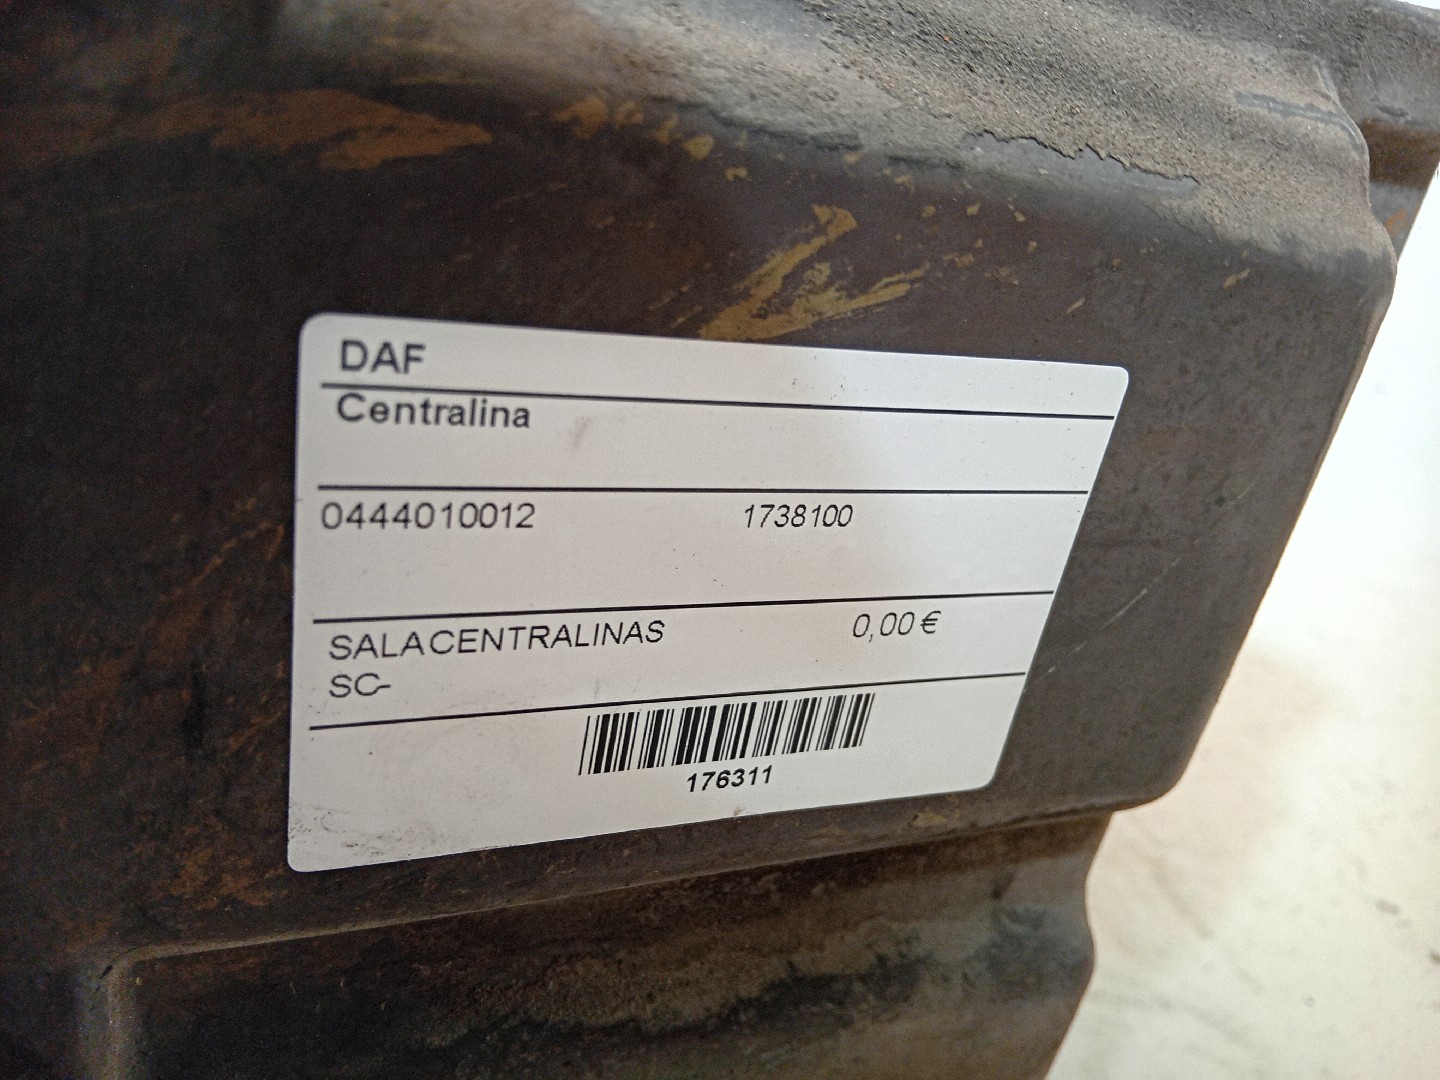 DAF
Centralina
0444010012 1738100
SALACENTRALINAS 0,00 €
SC-
176311